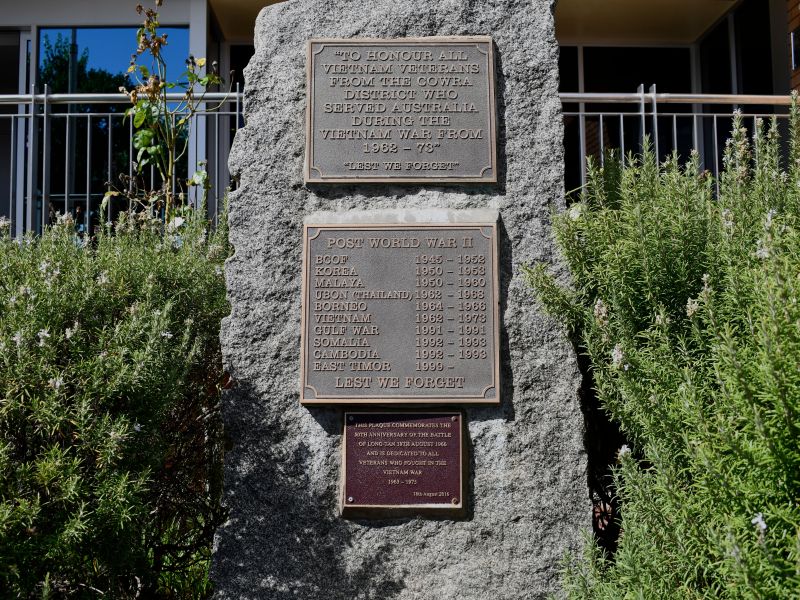 "TO HONOUR ALL
VIETNAM VETERANS
FROM THE COWRA
DISTRICT WHO
SERVED AUSTRALIA
DURING THE
VIETNAM WAR FROM
1962 – 73"
"LEST WE FORGET"
POST WORLD WAR II
BCOF 1945 – 1952
KOREA 1950 – 1953
MALAYA 1950 – 1960
UBON (THAILAND) 1962 – 1968
BORNEO 1964 – 1966
VIETNAM 1962 – 1973
GULF WAR 1991 – 1991
SOMALIA 1992 – 1993
CAMBODIA 1992 – 1993
EAST TIMOR 1999 –
LEST WE FORGET
THIS PLAQUE COMMEMORATES THE
50TH ANNIVERSARY OF THE BATTLE
OF LONG TAN 18TH AUGUST 1966
AND IS DEDICATED TO ALL
VETERANS WHO FOUGHT IN THE
VIETNAM WAR
1963 – 1975
18th August 2016